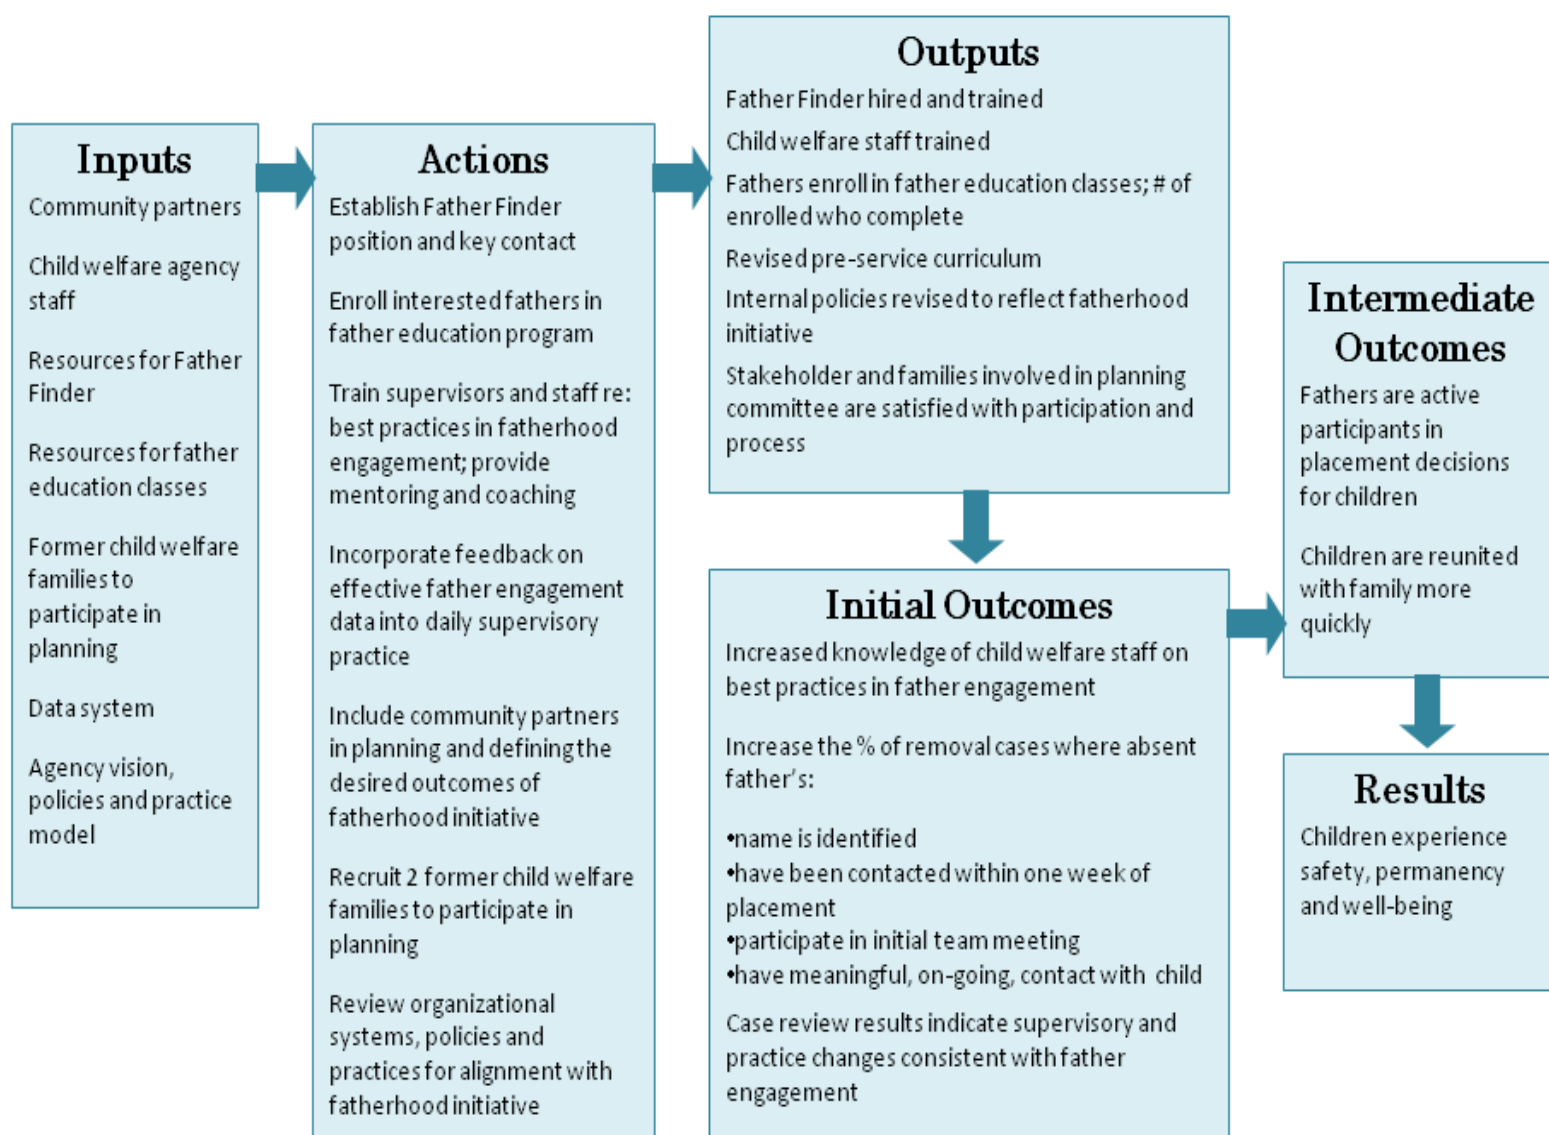 Inputs
Community partners
Child welfare agency
staff
Resources for Father
Finder
Resources for father
education classes
Former child welfare
families to
participate in
planning
Data system
Agency vision,
policies and practice
model
Actions
Establish Father Finder
position and key contact
Enroll interested fathers in
father education program
Train supervisors and staff re:
best practices in fatherhood
engagement; provide
mentoring and coaching
Incorporate feedback on
effective father engagement
data into daily supervisory
practice
Include community partners
in planning and defining the
desired outcomes of
fatherhood initiative
Recruit 2 former child welfare
families to participate in
planning
Review organizational
systems, policies and
practices for alignment with
fatherhood initiative
Outputs
Father Finder hired and trained
Child welfare staff trained
Fathers enroll in father education classes; # of
enrolled who complete
Revised pre-service curriculum
Internal policies revised to reflect fatherhood
initiative
Stakeholder and families involved in planning
committee are satisfied with participation and
process
Initial Outcomes
Increased knowledge of child welfare staff on
best practices in father engagement
Increase the % of removal cases where absent
father's:
•name is identified
•have been contacted within one week of
placement
•participate in initial team meeting
•have meaningful, on-going, contact with child
Case review results indicate supervisory and
practice changes consistent with father
engagement
Intermediate
Outcomes
Fathers are active
participants in
placement decisions
for children
Children are reunited
with family more
quickly
Results
Children experience
safety, permanency
and well-being